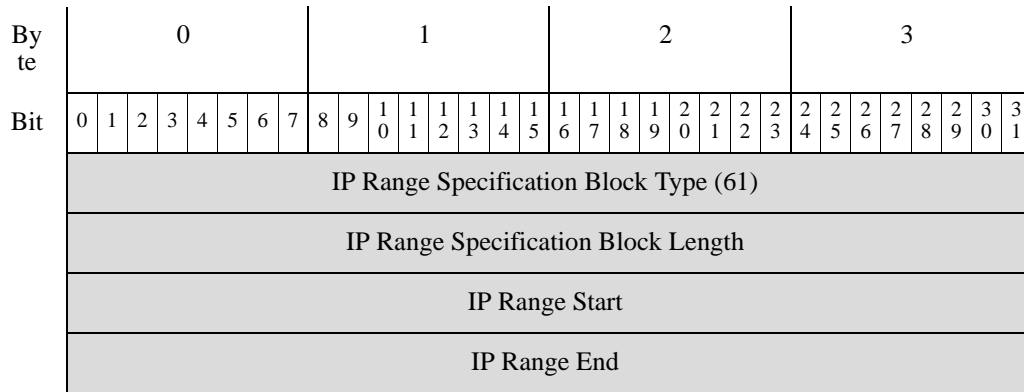 By
te 0 1 2 3
Bit 0 1 2 3 4 5 6 7 8 9 10 11 12 13 14 15 16 17 18 19 20 21 22 23 24 25 26 27 28 29 30 31
IP Range Specification Block Type (61)
IP Range Specification Block Length
IP Range Start
IP Range End